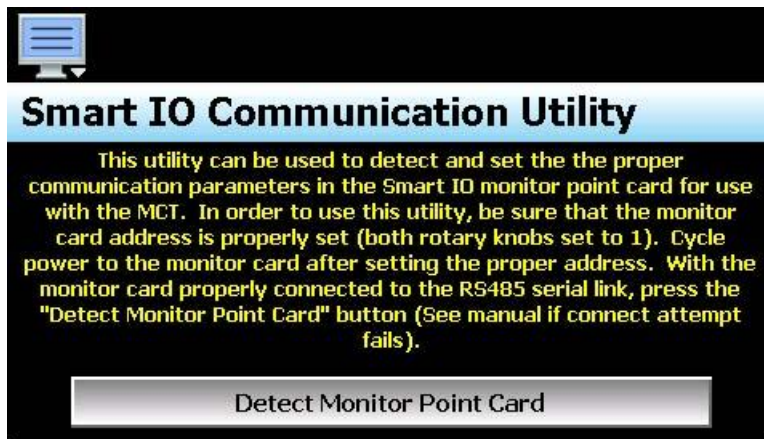 Smart IO Communication Utility
This utility can be used to detect and set the the proper
communication parameters in the Smart IO monitor point card for use
with the MCT. In order to use this utility, be sure that the monitor
card address is properly set (both rotary knobs set to 1). Cycle
power to the monitor card after setting the proper address. With the
monitor card properly connected to the RS485 serial link, press the
"Detect Monitor Point Card" button (See manual if connect attempt
fails).
Detect Monitor Point Card